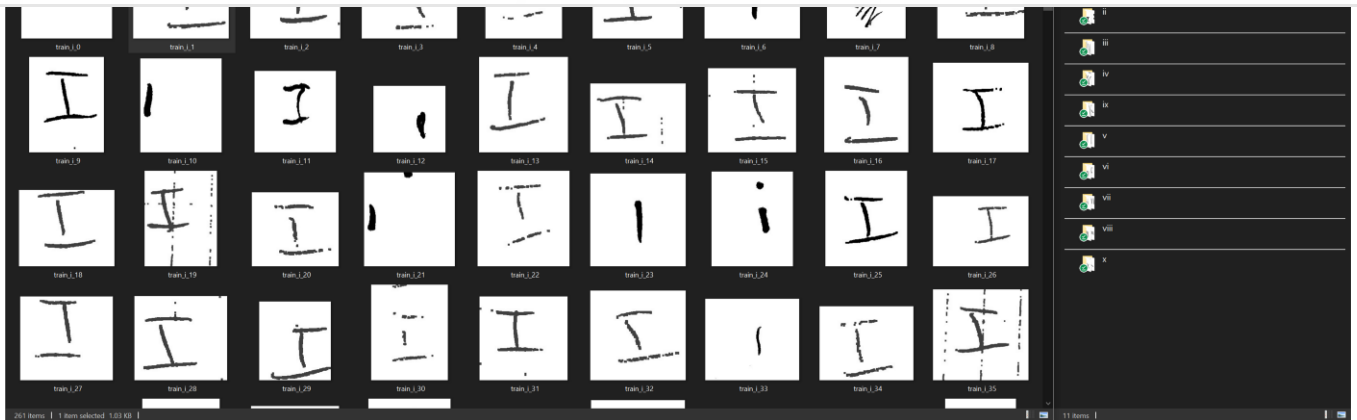 train_i_0 train_i_1 train_i_2 train_i_3 train_i_4 train_i_5 train_i_6 train_i_7 train_i_8
train_i_9 train_i_10 train_i_11 train_i_12 train_i_13 train_i_14 train_i_15 train_i_16 train_i_17
train_i_18 train_i_19 train_i_20 train_i_21 train_i_22 train_i_23 train_i_24 train_i_25 train_i_26
train_i_27 train_i_28 train_i_29 train_i_30 train_i_31 train_i_32 train_i_33 train_i_34 train_i_35
261 items | 1 item selected 1.03 KB |
ii
iii
iv
ix
v
vi
vii
viii
x
11 items |